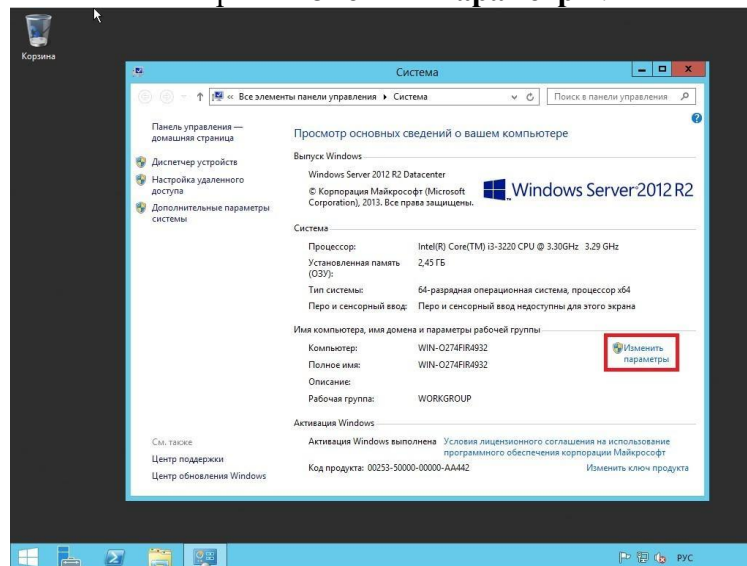 Корзина
Система
« Все элементы панели управления ▸ Система
Поиск в панели управления
Панель управления —
домашняя страница
Диспетчер устройств
Настройка удаленного
доступа
Дополнительные параметры
системы
См. также
Центр поддержки
Центр обновления Windows
Просмотр основных сведений о вашем компьютере
Выпуск Windows
Windows Server 2012 R2 Datacenter
© Корпорация Майкрософт (Microsoft
Corporation), 2013. Все права защищены.
Windows Server 2012 R2
Система
Процессор: Intel(R) Core(TM) i3-3220 CPU @ 3.30GHz 3.29 GHz
Установленная память 2,45 ГБ
(ОЗУ):
Тип системы: 64-разрядная операционная система, процессор x64
Перо и сенсорный ввод: Перо и сенсорный ввод недоступны для этого экрана
Имя компьютера, имя домена и параметры рабочей группы
Компьютер: WIN-O274FIR4932
Изменить
параметры
Полное имя: WIN-O274FIR4932
Описание:
Рабочая группа: WORKGROUP
Активация Windows
Активация Windows выполнена Условия лицензионного соглашения на использование
программного обеспечения корпорации Майкрософт
Код продукта: 00253-50000-00000-AA442 Изменить ключ продукта
РУС